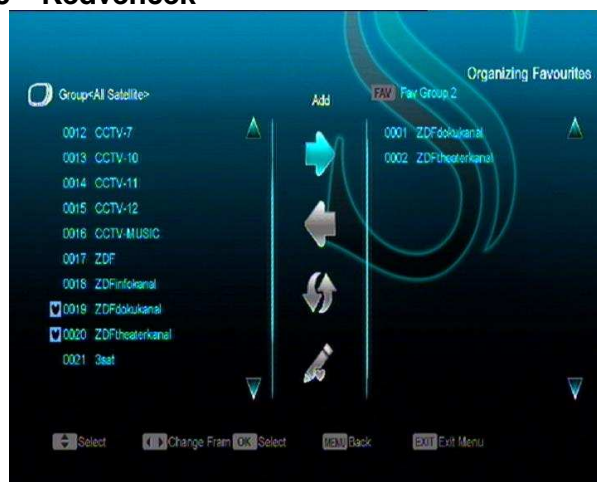 Kedvencek
Organizing Favourites
Group<All Satellite>
Add
FAV Fav Group 2
0012 CCTV-7
0013 CCTV-10
0014 CCTV-11
0015 CCTV-12
0016 CCTV-MUSIC
0017 ZDF
0018 ZDFinfokanal
0019 ZDFdokukanal
0020 ZDFtheaterkanal
0021 3sat
0001 ZDFdokukanal
0002 ZDFtheaterkanal
Select
Change Fram
OK Select
MENU Back
EXIT Exit Menu